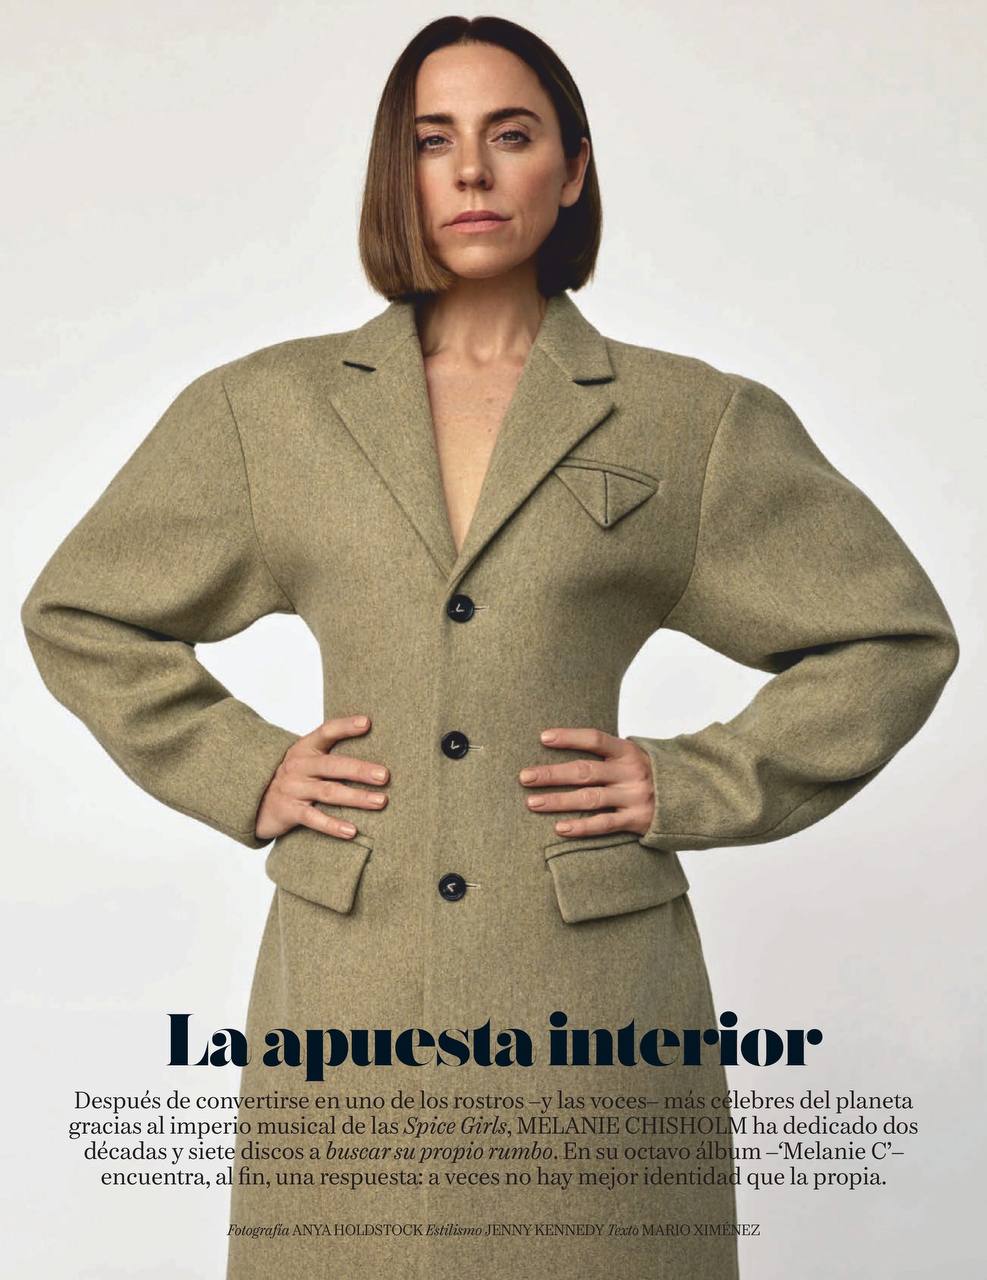 La apuesta interior
Después de convertirse en uno de los rostros –y las voces– más célebres del planeta
gracias al imperio musical de las Spice Girls, MELANIE CHISHOLM ha dedicado dos
décadas y siete discos a buscar su propio rumbo. En su octavo álbum –‘Melanie C’–
encuentra, al fin, una respuesta: a veces no hay mejor identidad que la propia.
Fotografía ANYA HOLDSTOCK Estilismo JENNY KENNEDY Texto MARIO XIMÉNEZ